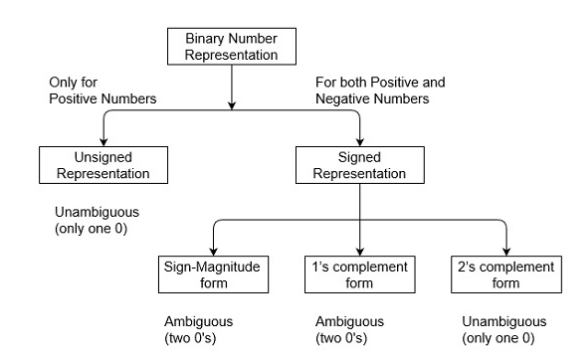 Binary Number
Representation
Only for
Positive Numbers
For both Positive and
Negative Numbers
Unsigned
Representation
Signed
Representation
Unambiguous
(only one 0)
Sign-Magnitude
form
1's complement
form
2's complement
form
Ambiguous
(two 0's)
Ambiguous
(two 0's)
Unambiguous
(only one 0)